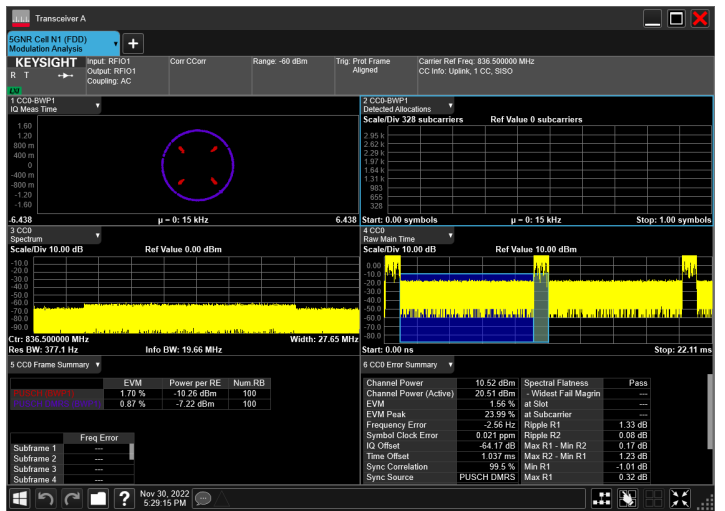 Transceiver A
5GNR Cell N1 (FDD)
Modulation Analysis
KEYSIGHT
R T
LXI
Input: RFIO1
Output: RFIO1
Coupling: AC
Corr CCorr
Range: -60 dBm
Trig: Prot Frame
Aligned
Carrier Ref Freq: 836.500000 MHz
CC Info: Uplink, 1 CC, SISO
1 CC0-BWP1
IQ Meas Time
1.60
1.20
800 m
400 m
0
-400 m
-800 m
-1.20
-1.60
-6.438
μ = 0: 15 kHz
6.438
2 CC0-BWP1
Detected Allocations
Scale/Div 328 subcarriers
Ref Value 0 subcarriers
2.95 k
2.62 k
2.29 k
1.97 k
1.64 k
1.31 k
983
655
328
Start: 0.00 symbols
μ = 0: 15 kHz
Stop: 1.00 symbols
3 CC0
Spectrum
Scale/Div 10.00 dB
Ref Value 0.00 dBm
-10.0
-20.0
-30.0
-40.0
-50.0
-60.0
-70.0
-80.0
-90.0
Ctr: 836.50000 MHz
Width: 27.65 MHz
Res BW: 377.1 Hz
Info BW: 19.66 MHz
4 CC0
Raw Main Time
Scale/Div 10.00 dB
Ref Value 10.00 dBm
0.00
-10.0
-20.0
-30.0
-40.0
-50.0
-60.0
-70.0
-80.0
Start: 0.00 ns
Stop: 22.11 ms
5 CC0 Frame Summary
EVM Power per RE Num.RB
PUSCH (BWP1) 1.70 % -10.26 dBm 100
0.87 % -7.22 dBm 100
Freq Error
Subframe 1 ---
Subframe 2 ---
Subframe 3 ---
Subframe 4 ---
6 CC0 Error Summary
Channel Power 10.52 dBm Spectral Flatness Pass
Channel Power (Active) 20.51 dBm - Widest Fail Magrin ---
EVM 1.56 % at Slot ---
EVM Peak 23.99 % at Subcarrier ---
Frequency Error -2.56 Hz Ripple R1 1.33 dB
Symbol Clock Error 0.021 ppm Ripple R2 0.08 dB
IQ Offset -64.17 dB Max R1 - Min R2 0.17 dB
Time Offset 1.037 ms Max R2 - Min R1 1.23 dB
Sync Correlation 99.5 % Min R1 -1.01 dB
Sync Source PUSCH DMRS Max R1 0.32 dB
?
Nov 30, 2022
5:29:15 PM